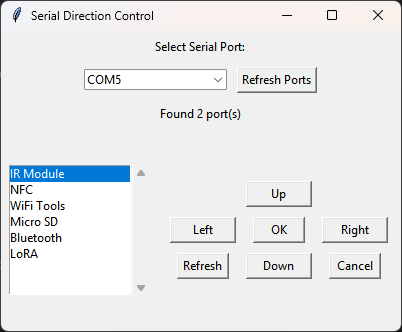 Serial Direction Control
Select Serial Port:
COM5
Refresh Ports
Found 2 port(s)
IR Module
NFC
WiFi Tools
Micro SD
Bluetooth
LoRA
Up
Left
OK
Right
Refresh
Down
Cancel